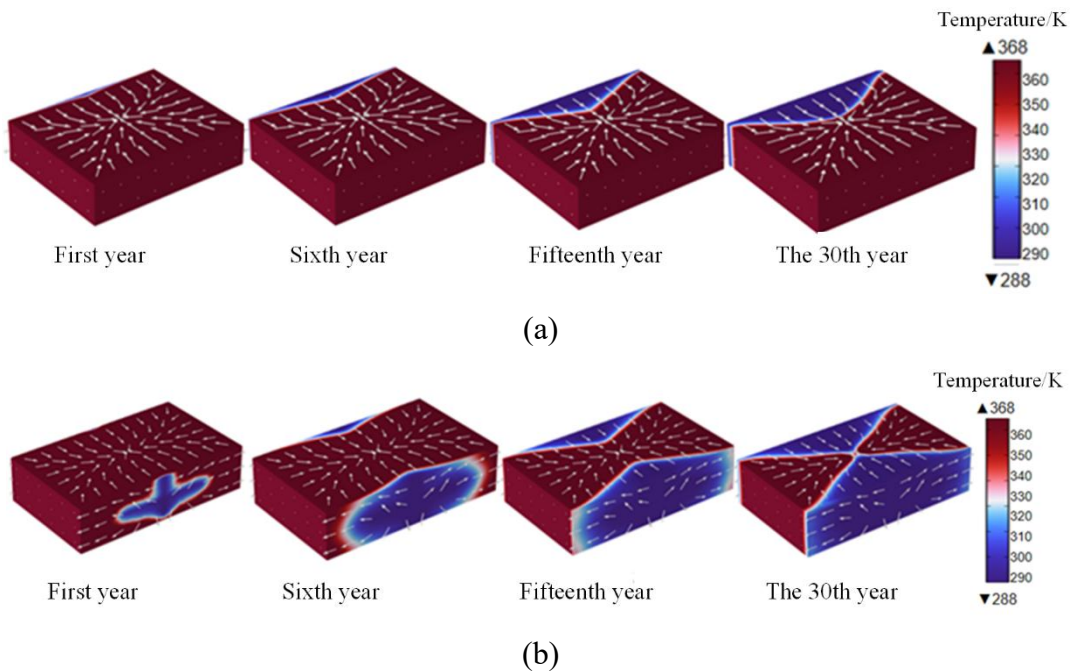 Temperature/K
▲ 368
360
350
340
330
320
310
300
290
▼ 288
First year
Sixth year
Fifteenth year
The 30th year
(a)
Temperature/K
▲ 368
360
350
340
330
320
310
300
290
▼ 288
First year
Sixth year
Fifteenth year
The 30th year
(b)